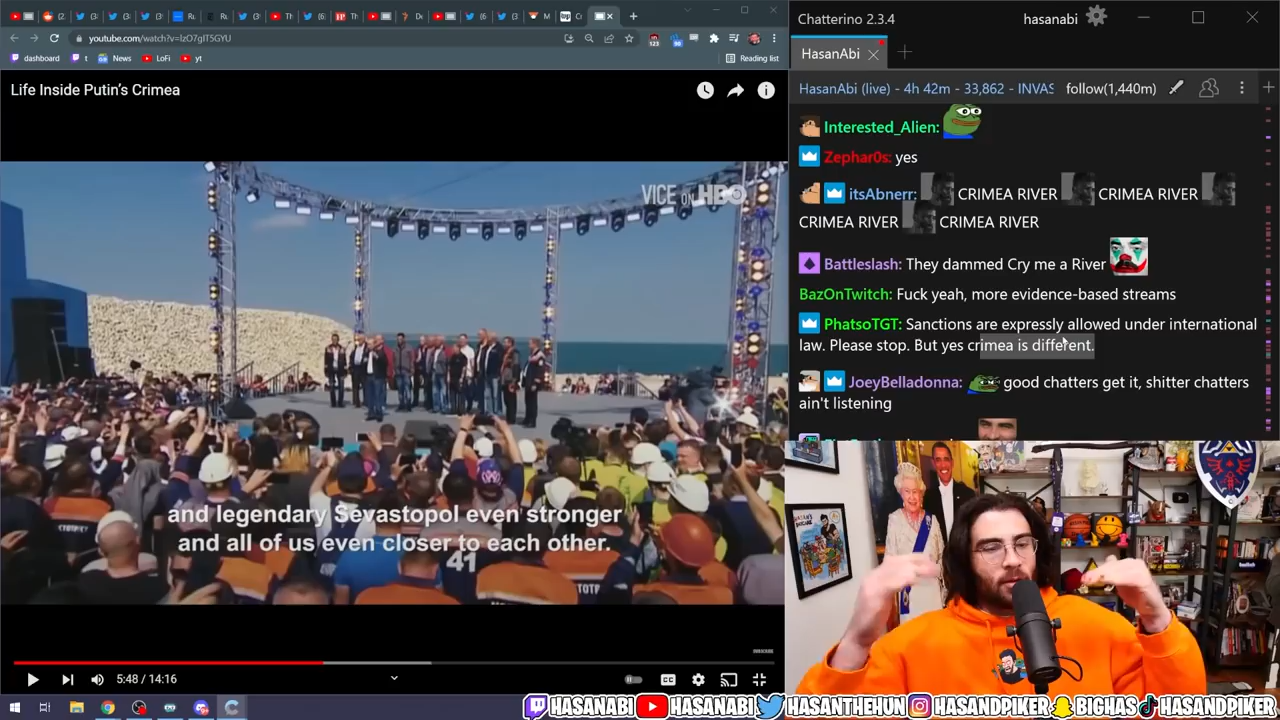 youtube.com/watch?v=lzO7glT5GYU
dashboard
t
News
LoFi
yt
Reading list
Life Inside Putin's Crimea
VICE ON HBO
and legendary Sevastopol even stronger
and all of us even closer to each other.
41
5:48 / 14:16
Chatterino 2.3.4
hasanabi
HasanAbi
HasanAbi (live) - 4h 42m - 33,862 - INVAS
follow(1,440m)
Interested_Alien:
Zephar0s: yes
itsAbnerr: CRIMEA RIVER CRIMEA RIVER
CRIMEA RIVER CRIMEA RIVER
Battleslash: They dammed Cry me a River
BazOnTwitch: Fuck yeah, more evidence-based streams
PhatsoTGT: Sanctions are expressly allowed under international
law. Please stop. But yes crimea is different.
JoeyBelladonna: good chatters get it, shitter chatters
ain't listening
HASANABI HASANABI HASANTHEHUN HASANDPIKER BIGHAS HASANDPIKER